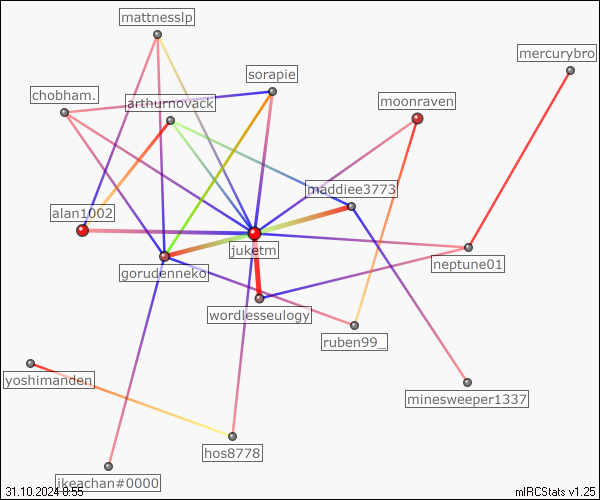 mattnesslp
mercurybro
sorapie
chobham.
arthurnovack
moonraven
maddiee3773
alan1002
juketm
neptune01
gorudenneko
wordlesseulogy
ruben99_
yoshimanden
minesweeper1337
hos8778
ikeachan#0000
31.10.2024 8:55
mIRCStats v1.25